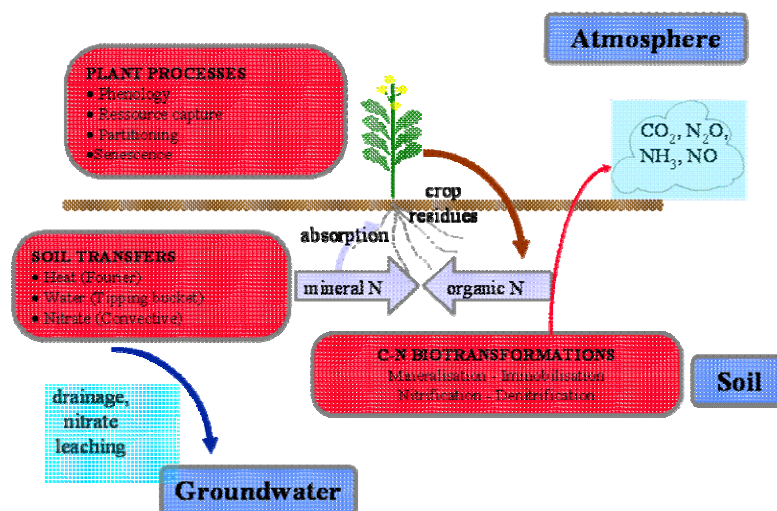 Atmosphere
PLANT PROCESSES
• Phenology
• Ressource capture
• Partitioning
• Senescence
CO2, N2O,
NH3, NO
crop
residues
absorption
SOIL TRANSFERS
• Heat (Fourier)
• Water (Tipping bucket)
• Nitrate (Convective)
mineral N
organic N
C-N BIOTRANSFORMATIONS
Mineralisation - Immobilisation
Nitrification - Denitrification
Soil
drainage,
nitrate
leaching
Groundwater